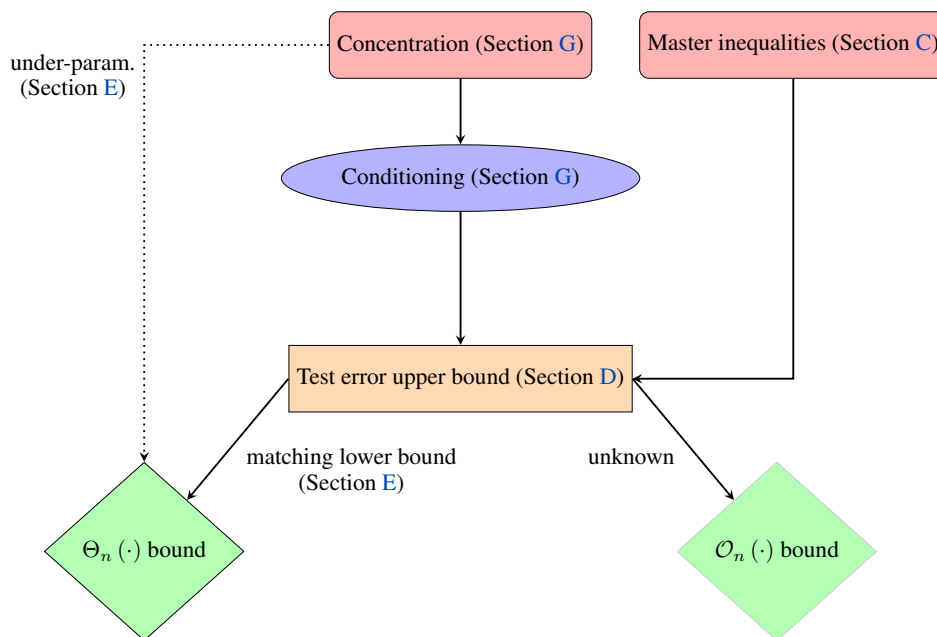 Concentration (Section G)
Master inequalities (Section C)
under-param.
(Section E)
Conditioning (Section G)
Test error upper bound (Section D)
matching lower bound
(Section E)
unknown
Θₙ (·) bound
𝒪ₙ (·) bound